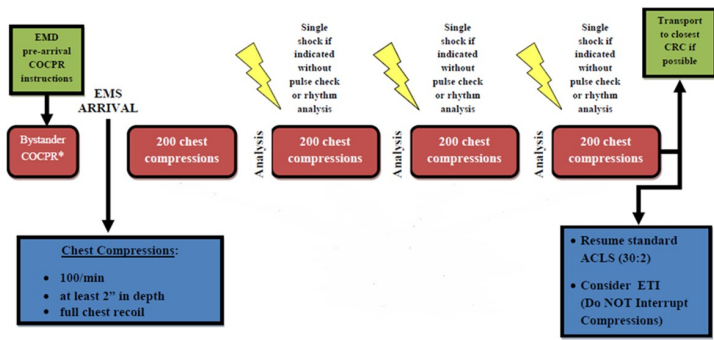 EMD
pre-arrival
COCPR
instructions
EMS
ARRIVAL
Bystander
COCPR*
200 chest
compressions
Analysis
Single
shock if
indicated
without
pulse check
or rhythm
analysis
200 chest
compressions
Analysis
Single
shock if
indicated
without
pulse check
or rhythm
analysis
200 chest
compressions
Analysis
Single
shock if
indicated
without
pulse check
or rhythm
analysis
200 chest
compressions
Transport
to closest
CRC if
possible
Chest Compressions:
• 100/min
• at least 2” in depth
• full chest recoil
• Resume standard
ACLS (30:2)
• Consider ETI
(Do NOT Interrupt
Compressions)